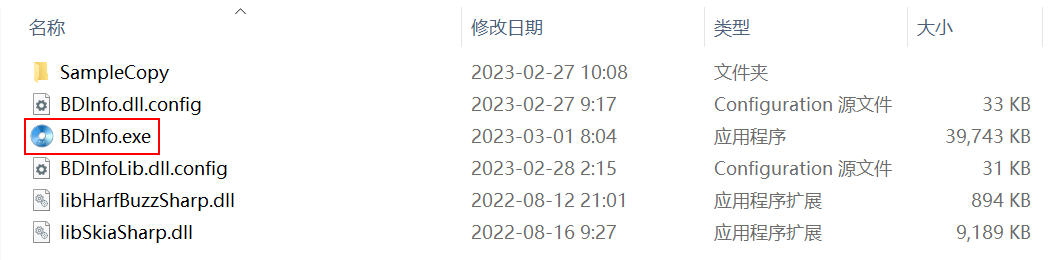 名称 修改日期 类型 大小
SampleCopy 2023-02-27 10:08 文件夹
BDInfo.dll.config 2023-02-27 9:17 Configuration 源文件 33 KB
BDInfo.exe 2023-03-01 8:04 应用程序 39,743 KB
BDInfoLib.dll.config 2023-02-28 2:15 Configuration 源文件 31 KB
libHarfBuzzSharp.dll 2022-08-12 21:01 应用程序扩展 894 KB
libSkiaSharp.dll 2022-08-16 9:27 应用程序扩展 9,189 KB